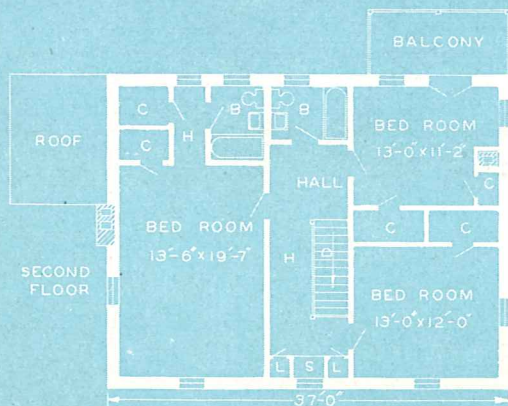 BALCONY
ROOF
C
H
B
B
C
BED ROOM
13'-0"x11'-2"
C
HALL
C
C
BED ROOM
13'-6"x19'-7"
H
D
SECOND
FLOOR
BED ROOM
13'-0"x12'-0"
L
S
L
37'-0"